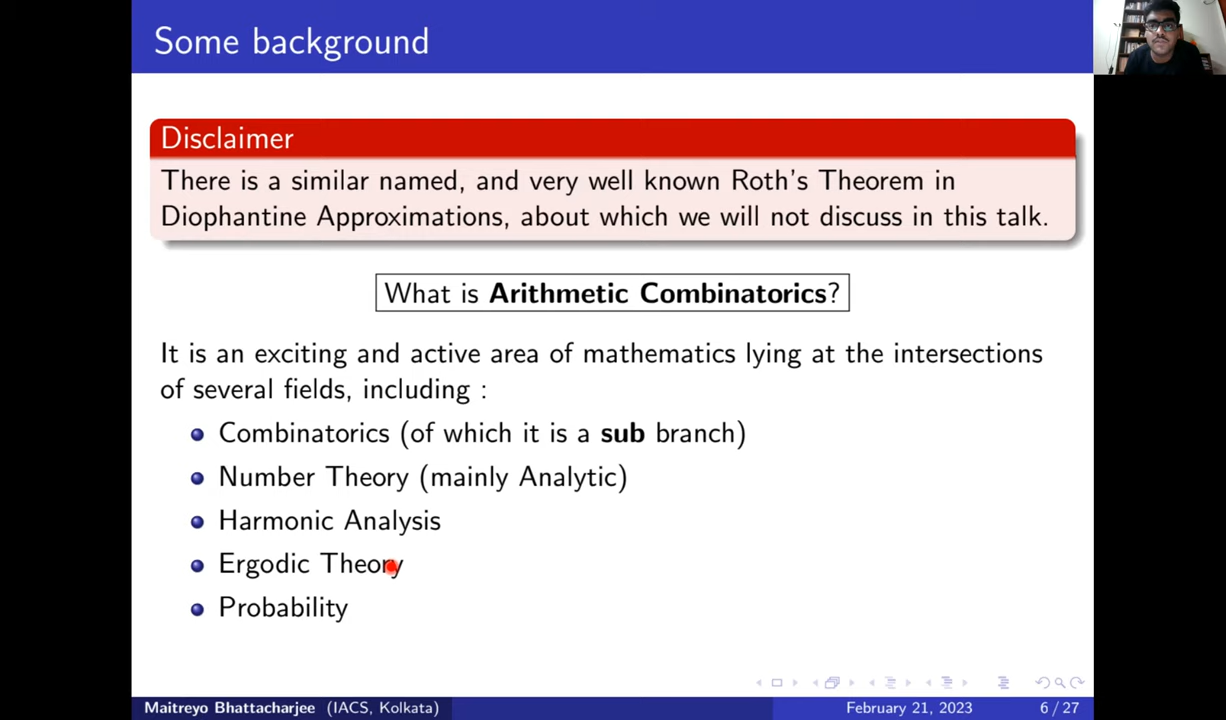 Some background
Disclaimer
There is a similar named, and very well known Roth's Theorem in
Diophantine Approximations, about which we will not discuss in this talk.
What is Arithmetic Combinatorics?
It is an exciting and active area of mathematics lying at the intersections
of several fields, including :
Combinatorics (of which it is a sub branch)
Number Theory (mainly Analytic)
Harmonic Analysis
Ergodic Theory
Probability
Maitreyo Bhattacharjee (IACS, Kolkata) February 21, 2023 6 / 27